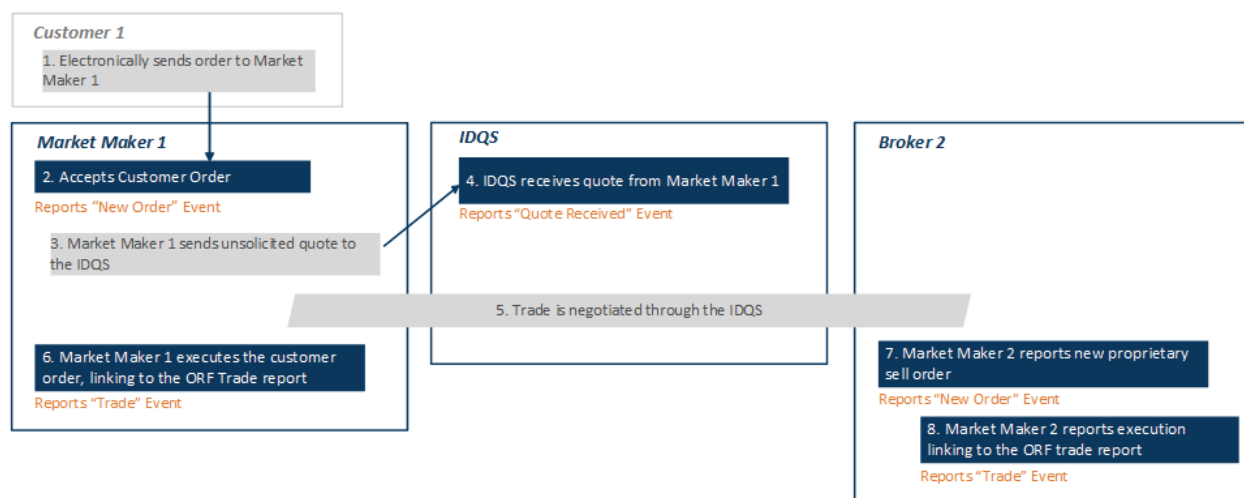 Customer 1
1. Electronically sends order to Market
Maker 1
Market Maker 1
2. Accepts Customer Order
Reports “New Order” Event
3. Market Maker 1 sends unsolicited quote to
the IDQS
IDQS
4. IDQS receives quote from Market Maker 1
Reports “Quote Received” Event
Broker 2
5. Trade is negotiated through the IDQS
6. Market Maker 1 executes the customer
order, linking to the ORF Trade report
Reports “Trade” Event
7. Market Maker 2 reports new proprietary
sell order
Reports “New Order” Event
8. Market Maker 2 reports execution
linking to the ORF trade report
Reports “Trade” Event